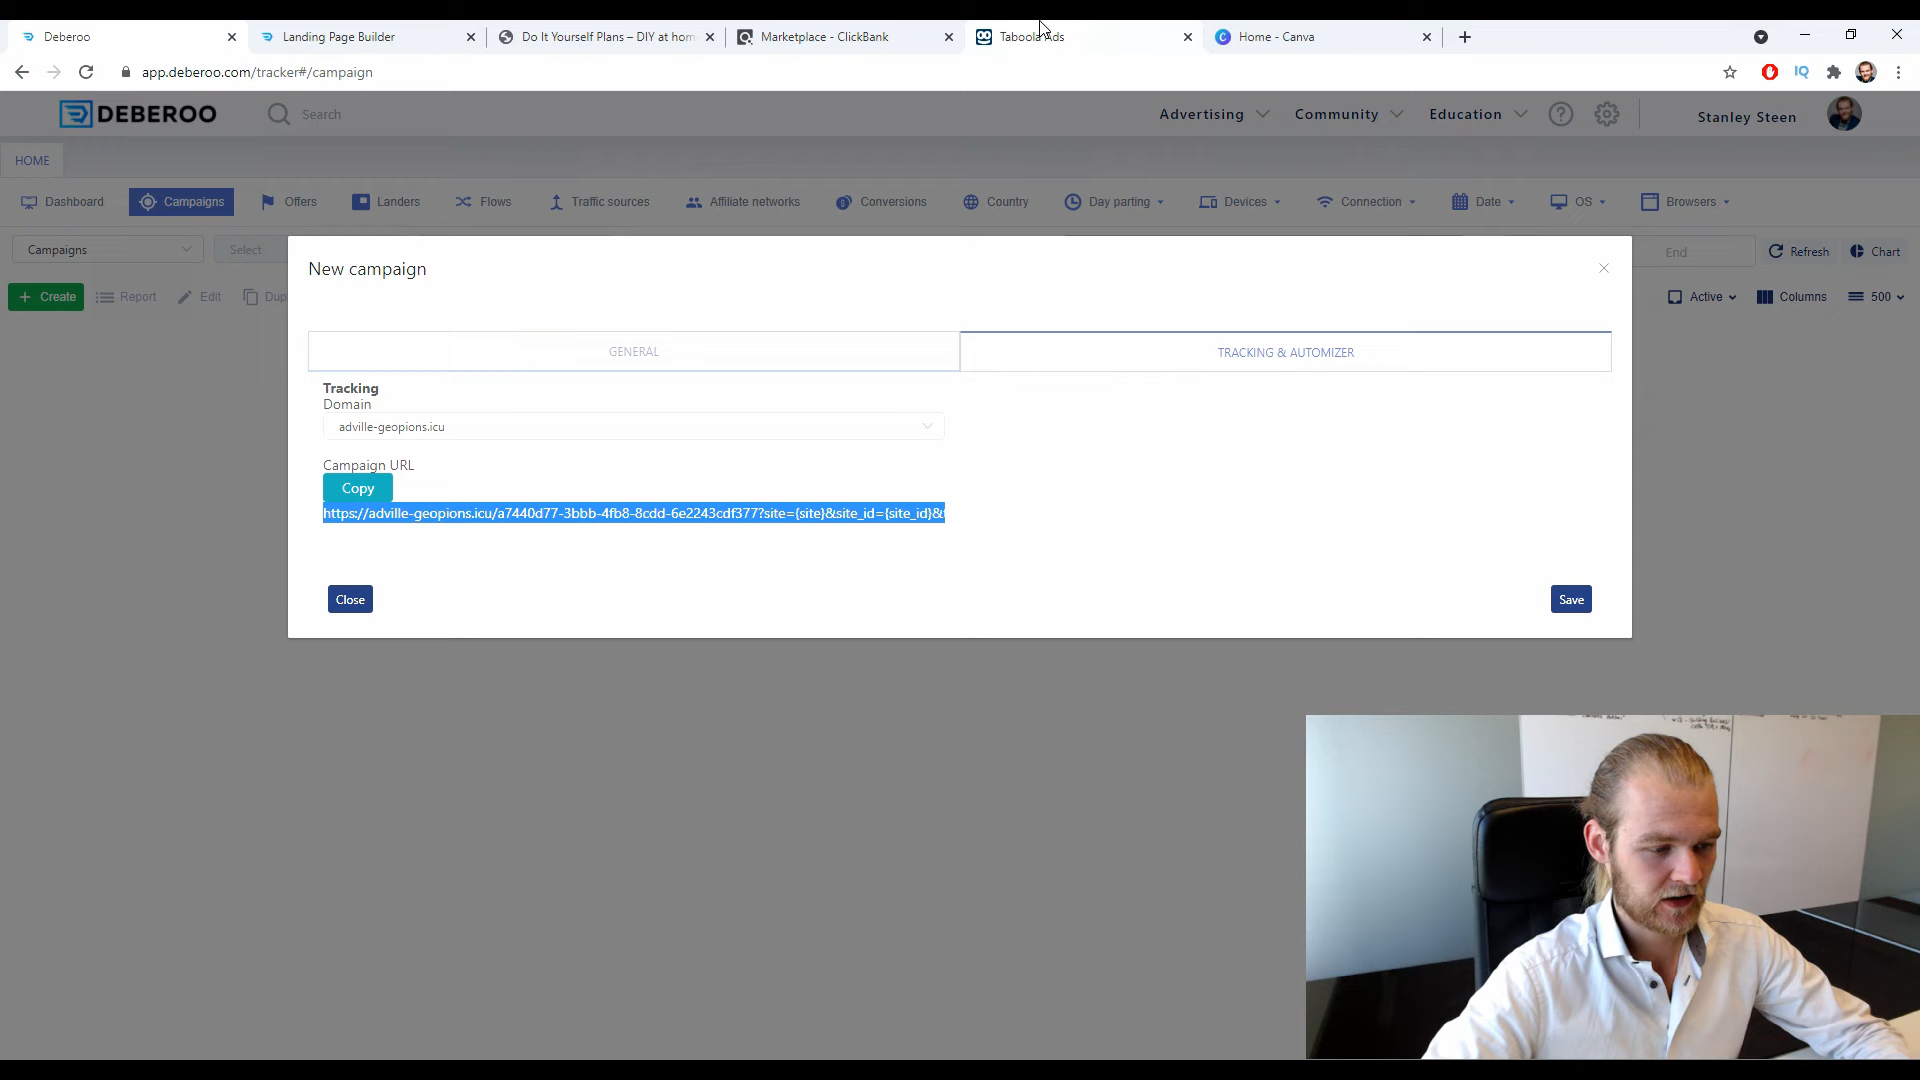 Deberoo
Landing Page Builder
Do It Yourself Plans – DIY at hom
Marketplace - ClickBank
Taboola Ads
Home - Canva
app.deberoo.com/tracker#/campaign
IQ
DEBEROO
Search
Advertising
Community
Education
Stanley Steen
HOME
Dashboard
Campaigns
Offers
Landers
Flows
Traffic sources
Affiliate networks
Conversions
Country
Day parting
Devices
Connection
Date
OS
Browsers
Campaigns
Select
End
Refresh
Chart
Create
Report
Edit
Dup
Active
Columns
500
New campaign
GENERAL
TRACKING & AUTOMIZER
Tracking
Domain
adville-geopions.icu
Campaign URL
Copy
https://adville-geopions.icu/a7440d77-3bbb-4fb8-8cdd-6e2243cdf377?site={site}&site_id={site_id}&
Close
Save